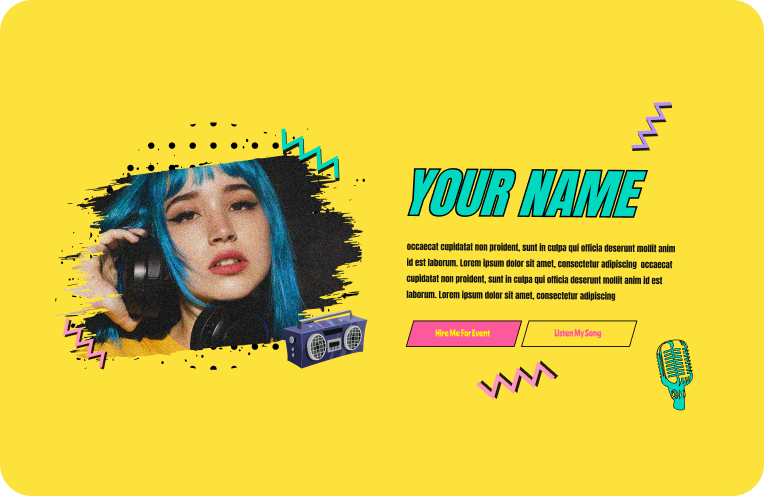 YOUR NAME
occaecat cupidatat non proident, sunt in culpa qui officia deserunt mollit anim
id est laborum. Lorem ipsum dolor sit amet, consectetur adipiscing occaecat
cupidatat non proident, sunt in culpa qui officia deserunt mollit anim id est
laborum. Lorem ipsum dolor sit amet, consectetur adipiscing
Hire Me For Event
Listen My Song